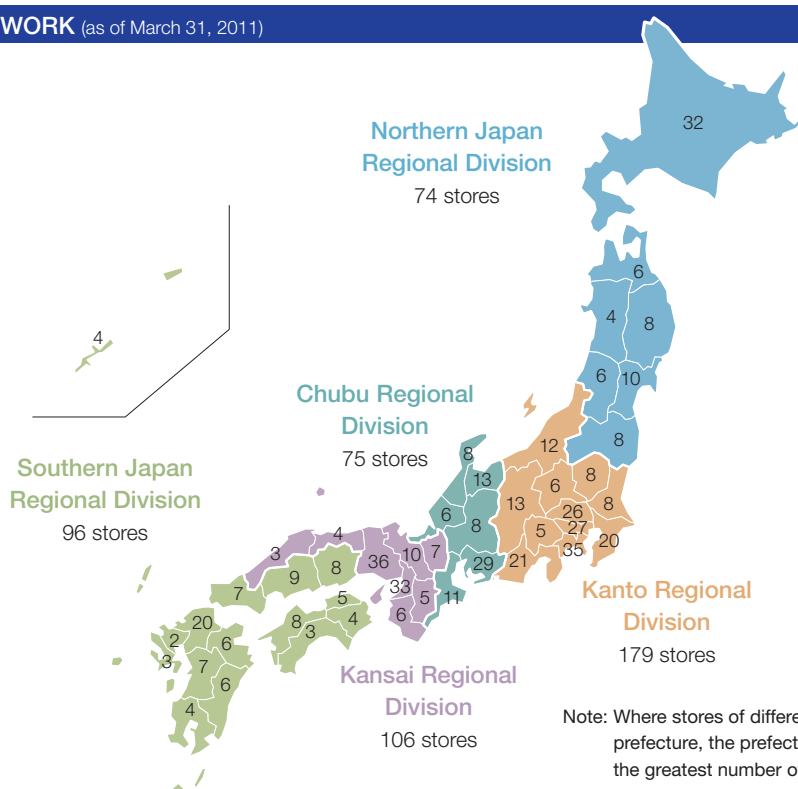 WORK (as of March 31, 2011)
32
Northern Japan
Regional Division
74 stores
6
4
8
4
6
10
Chubu Regional
Division
75 stores
8
12
8
13
8
6
13
6
8
26
27
20
5
35
21
8
29
11
Southern Japan
Regional Division
96 stores
3
4
36
10
7
33
5
6
7
9
8
5
8
3
4
20
2
6
3
7
6
4
Kanto Regional
Division
179 stores
Kansai Regional
Division
106 stores
Note: Where stores of differe
prefecture, the prefect
the greatest number o